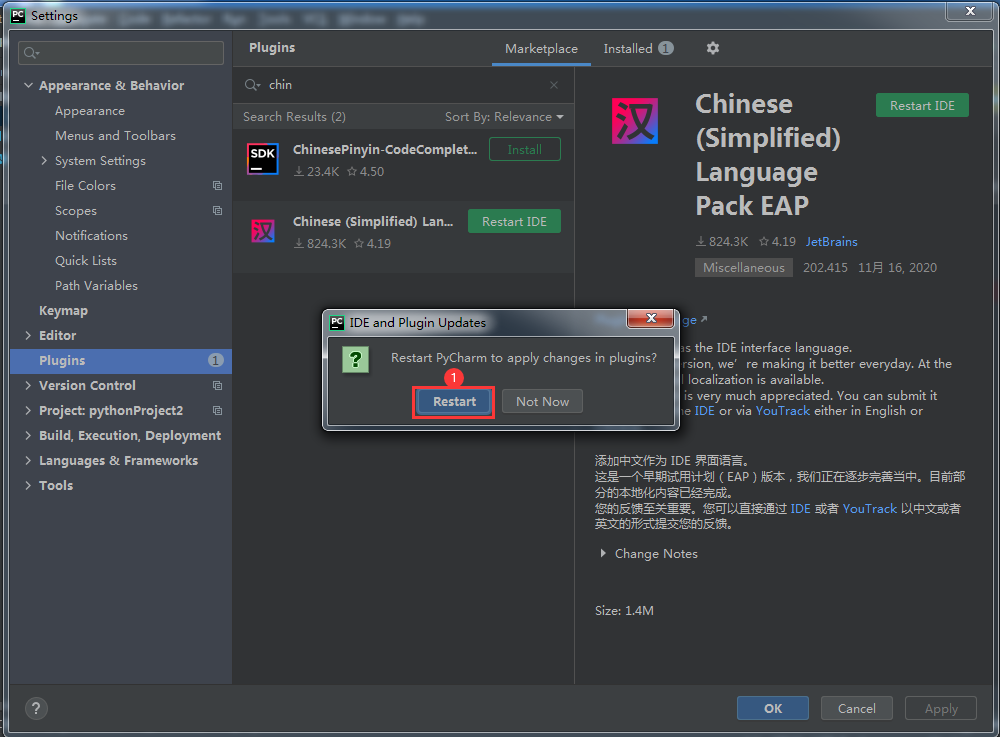 PC Settings
Plugins
Marketplace
Installed 1
Appearance & Behavior
Appearance
Menus and Toolbars
System Settings
File Colors
Scopes
Notifications
Quick Lists
Path Variables
Keymap
Editor
Plugins 1
Version Control
Project: pythonProject2
Build, Execution, Deployment
Languages & Frameworks
Tools
chin
Search Results (2) Sort By: Relevance
SDK
ChinesePinyin-CodeComplet... Install
23.4K 4.50
汉
Chinese (Simplified) Lan... Restart IDE
824.3K 4.19
汉
Chinese
(Simplified)
Language
Pack EAP
Restart IDE
824.3K 4.19 JetBrains
Miscellaneous 202.415 11月 16, 2020
as the IDE interface language.
we're making it better everyday. At the
localization is available.
is very much appreciated. You can submit it
IDE or via YouTrack either in English or
添加中文作为 IDE 界面语言。
这是一个早期试用计划（EAP）版本，我们正在逐步完善当中。目前部
分的本地化内容已经完成。
您的反馈至关重要。您可以直接通过 IDE 或者 YouTrack 以中文或者
英文的形式提交您的反馈。
Change Notes
Size: 1.4M
PC IDE and Plugin Updates
? Restart PyCharm to apply changes in plugins?
1
Restart Not Now
?
OK Cancel Apply